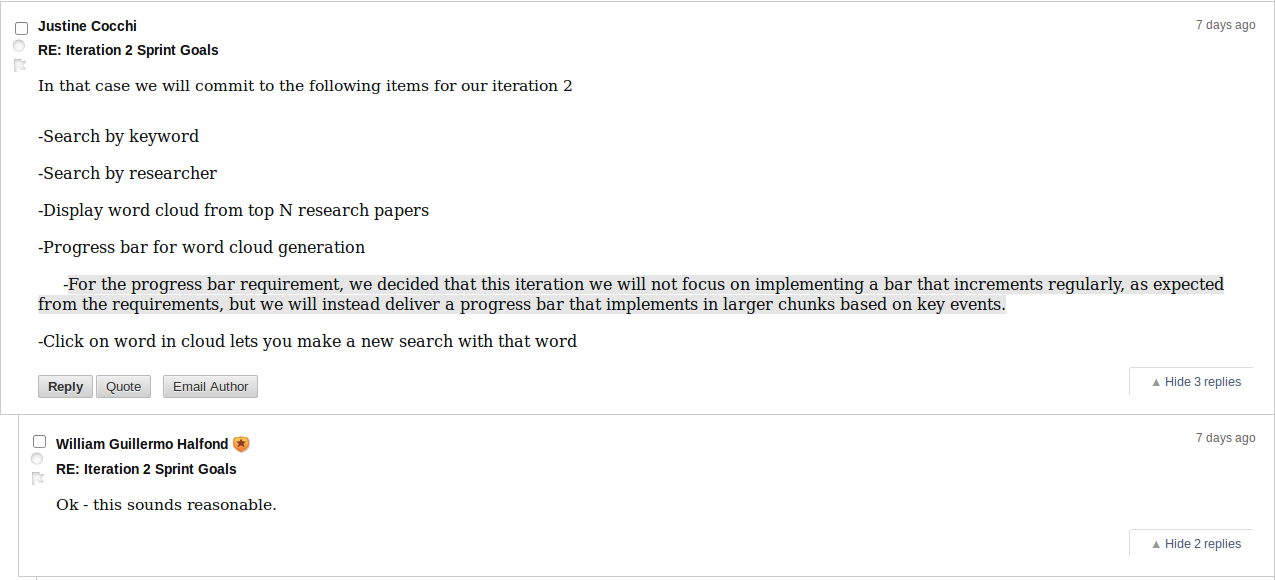 Justine Cocchi
7 days ago
RE: Iteration 2 Sprint Goals
In that case we will commit to the following items for our iteration 2
-Search by keyword
-Search by researcher
-Display word cloud from top N research papers
-Progress bar for word cloud generation
-For the progress bar requirement, we decided that this iteration we will not focus on implementing a bar that increments regularly, as expected
from the requirements, but we will instead deliver a progress bar that implements in larger chunks based on key events.
-Click on word in cloud lets you make a new search with that word
Reply Quote Email Author
▲ Hide 3 replies
William Guillermo Halfond
7 days ago
RE: Iteration 2 Sprint Goals
Ok - this sounds reasonable.
▲ Hide 2 replies